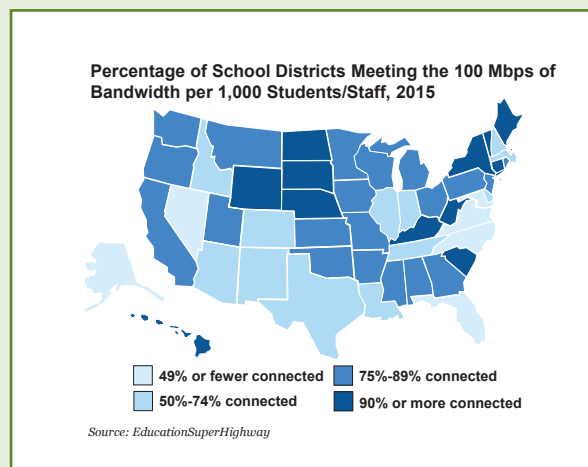 Percentage of School Districts Meeting the 100 Mbps of
Bandwidth per 1,000 Students/Staff, 2015
49% or fewer connected
75%-89% connected
50%-74% connected
90% or more connected
Source: EducationSuperHighway